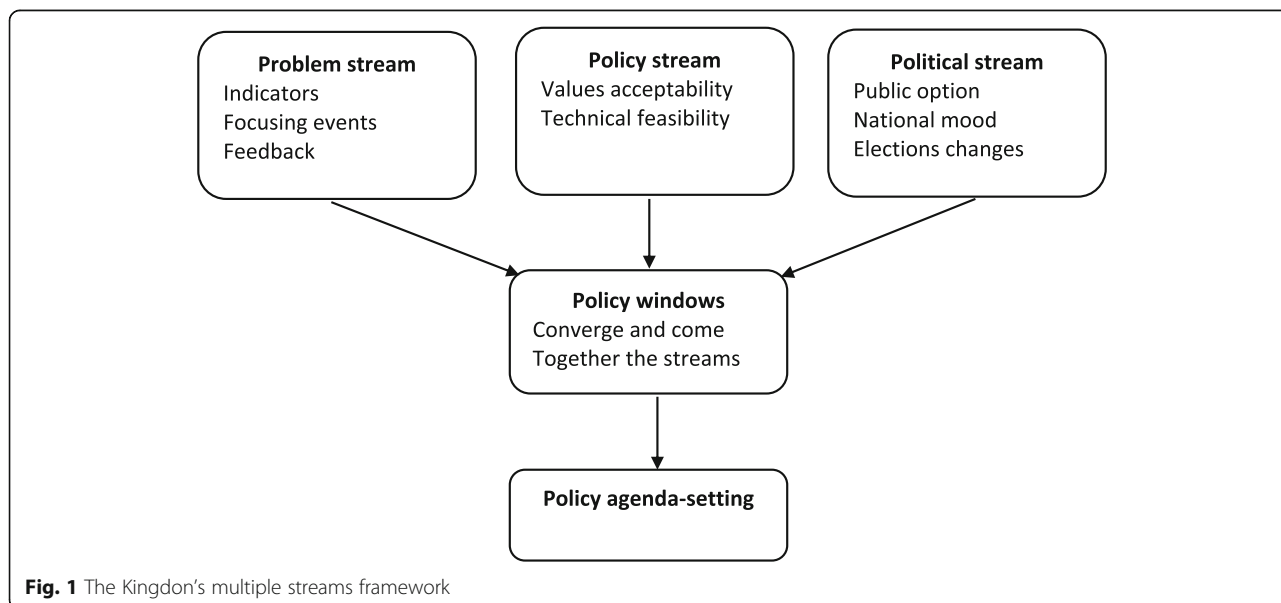 Problem stream
Indicators
Focusing events
Feedback
Policy stream
Values acceptability
Technical feasibility
Political stream
Public option
National mood
Elections changes
Policy windows
Converge and come
Together the streams
Policy agenda-setting
Fig. 1 The Kingdon’s multiple streams framework